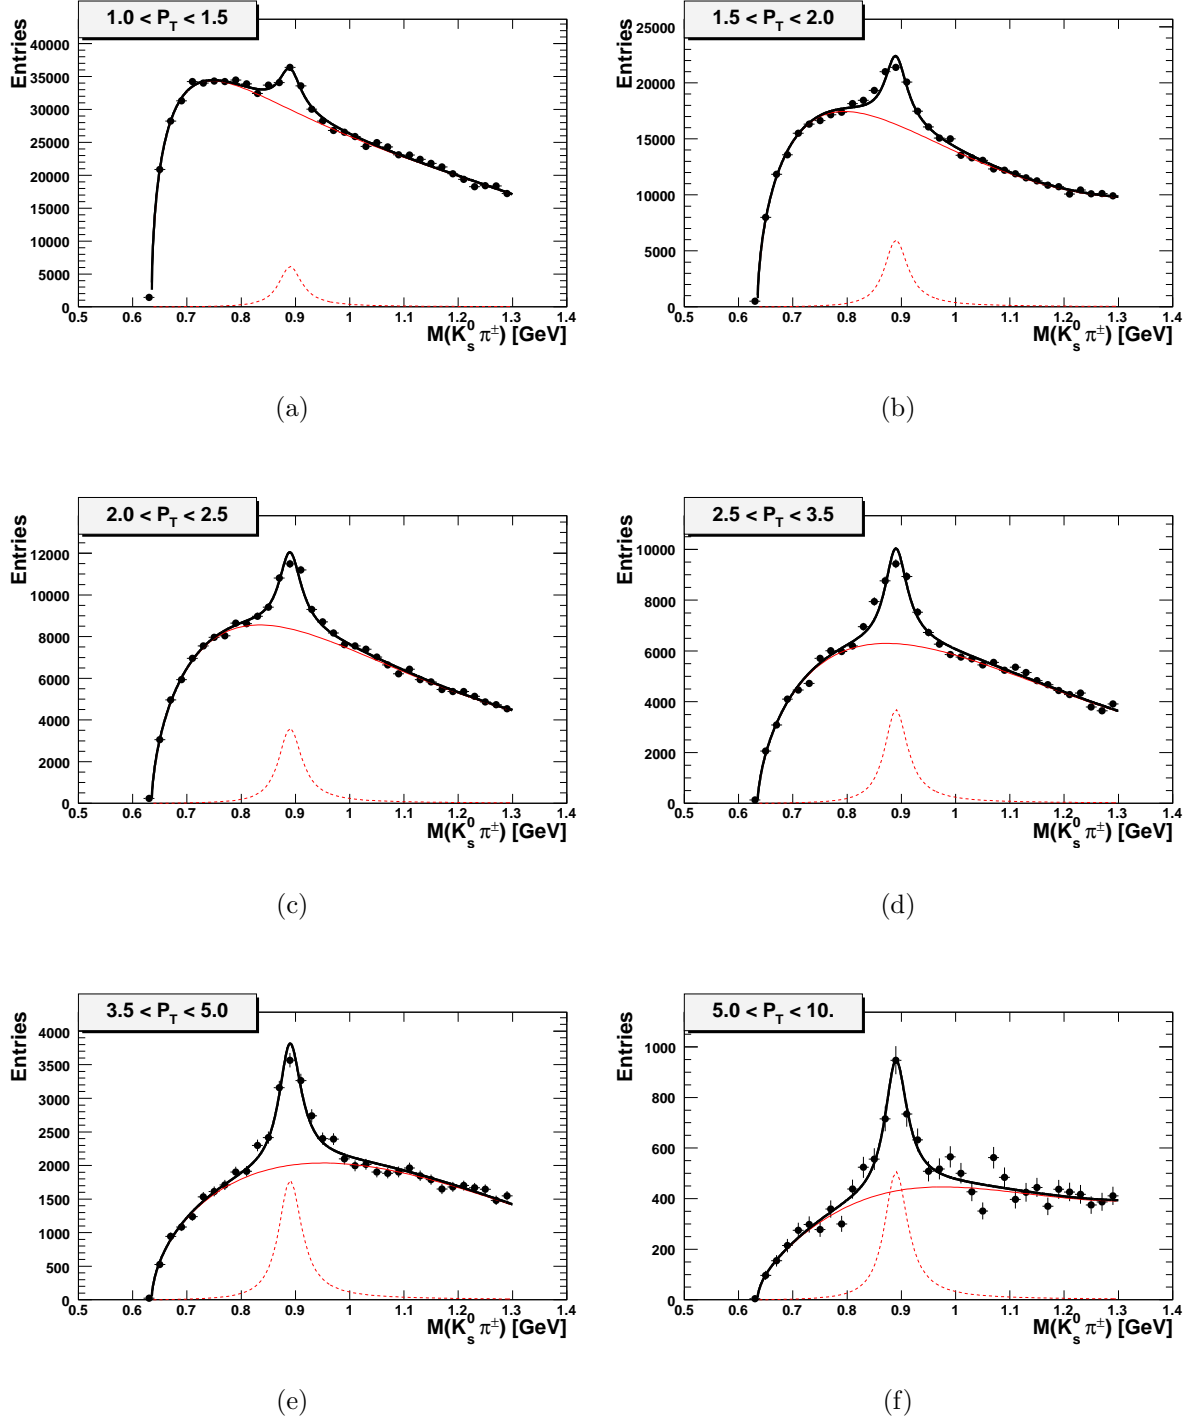 1.0 < P_T < 1.5
Entries
40000
35000
30000
25000
20000
15000
10000
5000
0
0.5 0.6 0.7 0.8 0.9 1 1.1 1.2 1.3 1.4
M(K_s^0 π^±) [GeV]
(a)
1.5 < P_T < 2.0
Entries
25000
20000
15000
10000
5000
0
0.5 0.6 0.7 0.8 0.9 1 1.1 1.2 1.3 1.4
M(K_s^0 π^±) [GeV]
(b)
2.0 < P_T < 2.5
Entries
12000
10000
8000
6000
4000
2000
0
0.5 0.6 0.7 0.8 0.9 1 1.1 1.2 1.3 1.4
M(K_s^0 π^±) [GeV]
(c)
2.5 < P_T < 3.5
Entries
10000
8000
6000
4000
2000
0
0.5 0.6 0.7 0.8 0.9 1 1.1 1.2 1.3 1.4
M(K_s^0 π^±) [GeV]
(d)
3.5 < P_T < 5.0
Entries
4000
3500
3000
2500
2000
1500
1000
500
0
0.5 0.6 0.7 0.8 0.9 1 1.1 1.2 1.3 1.4
M(K_s^0 π^±) [GeV]
(e)
5.0 < P_T < 10.
Entries
1000
800
600
400
200
0
0.5 0.6 0.7 0.8 0.9 1 1.1 1.2 1.3 1.4
M(K_s^0 π^±) [GeV]
(f)